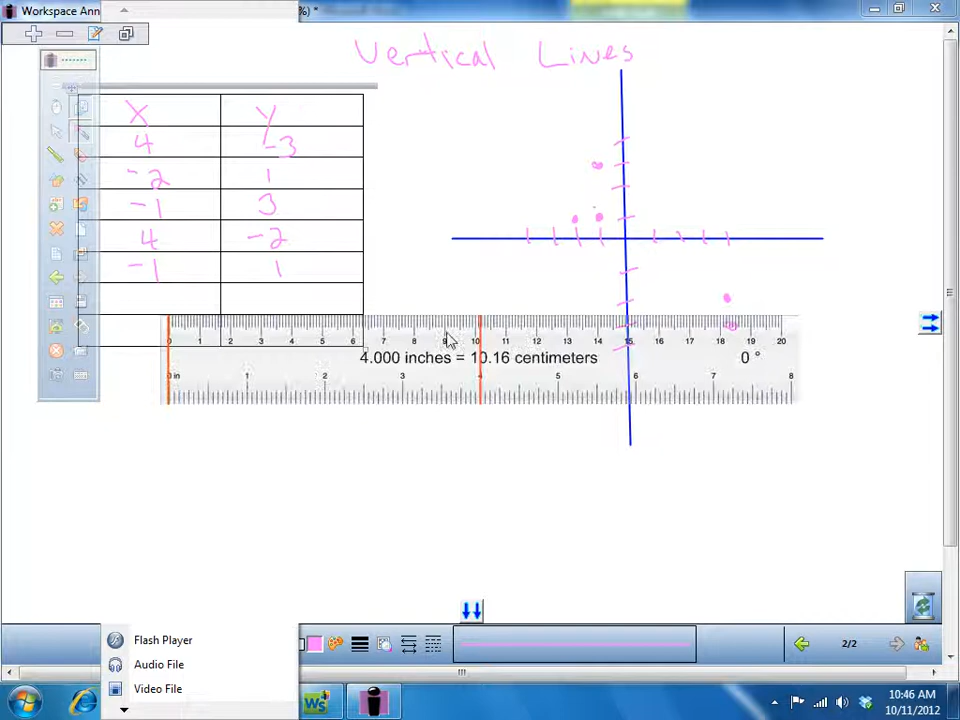 Workspace Ann
%) *
Vertical Lines
X Y
4 -3
-2 1
-1 3
4 -2
-1 1
0 1 2 3 4 5 6 7 8 9 10 11 12 13 14 15 16 17 18 19 20
4.000 inches = 10.16 centimeters 0 °
0 in 1 2 3 4 5 6 7 8
Flash Player
Audio File
Video File
2/2
10:46 AM
10/11/2012